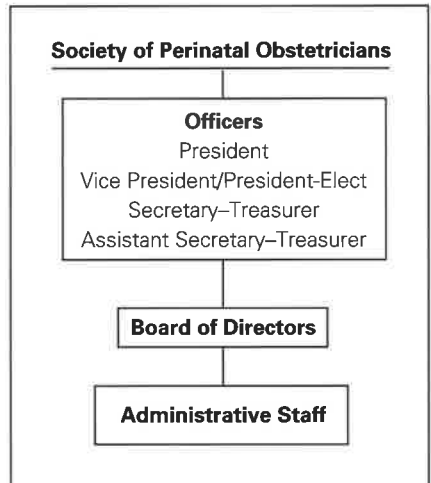 Society of Perinatal Obstetricians
Officers
President
Vice President/President-Elect
Secretary–Treasurer
Assistant Secretary–Treasurer
Board of Directors
Administrative Staff